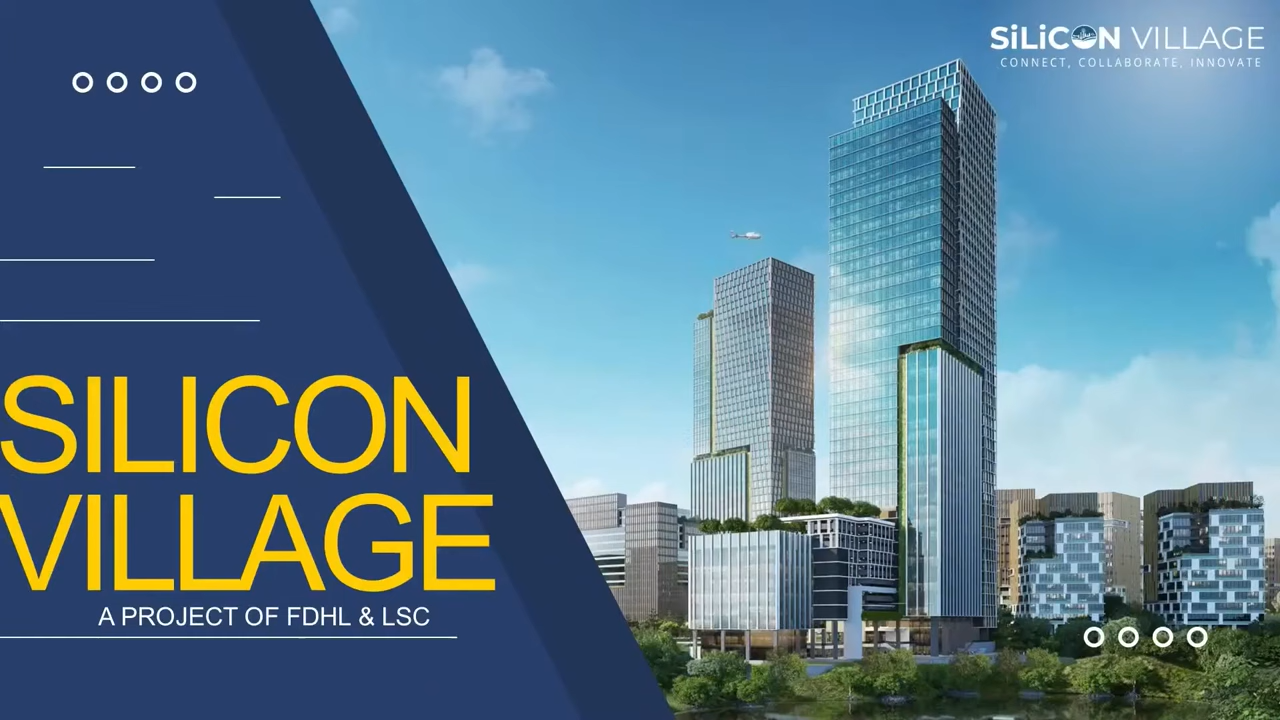 SiLiCON VILLAGE
CONNECT, COLLABORATE, INNOVATE
SILICON
VILLAGE
A PROJECT OF FDHL & LSC